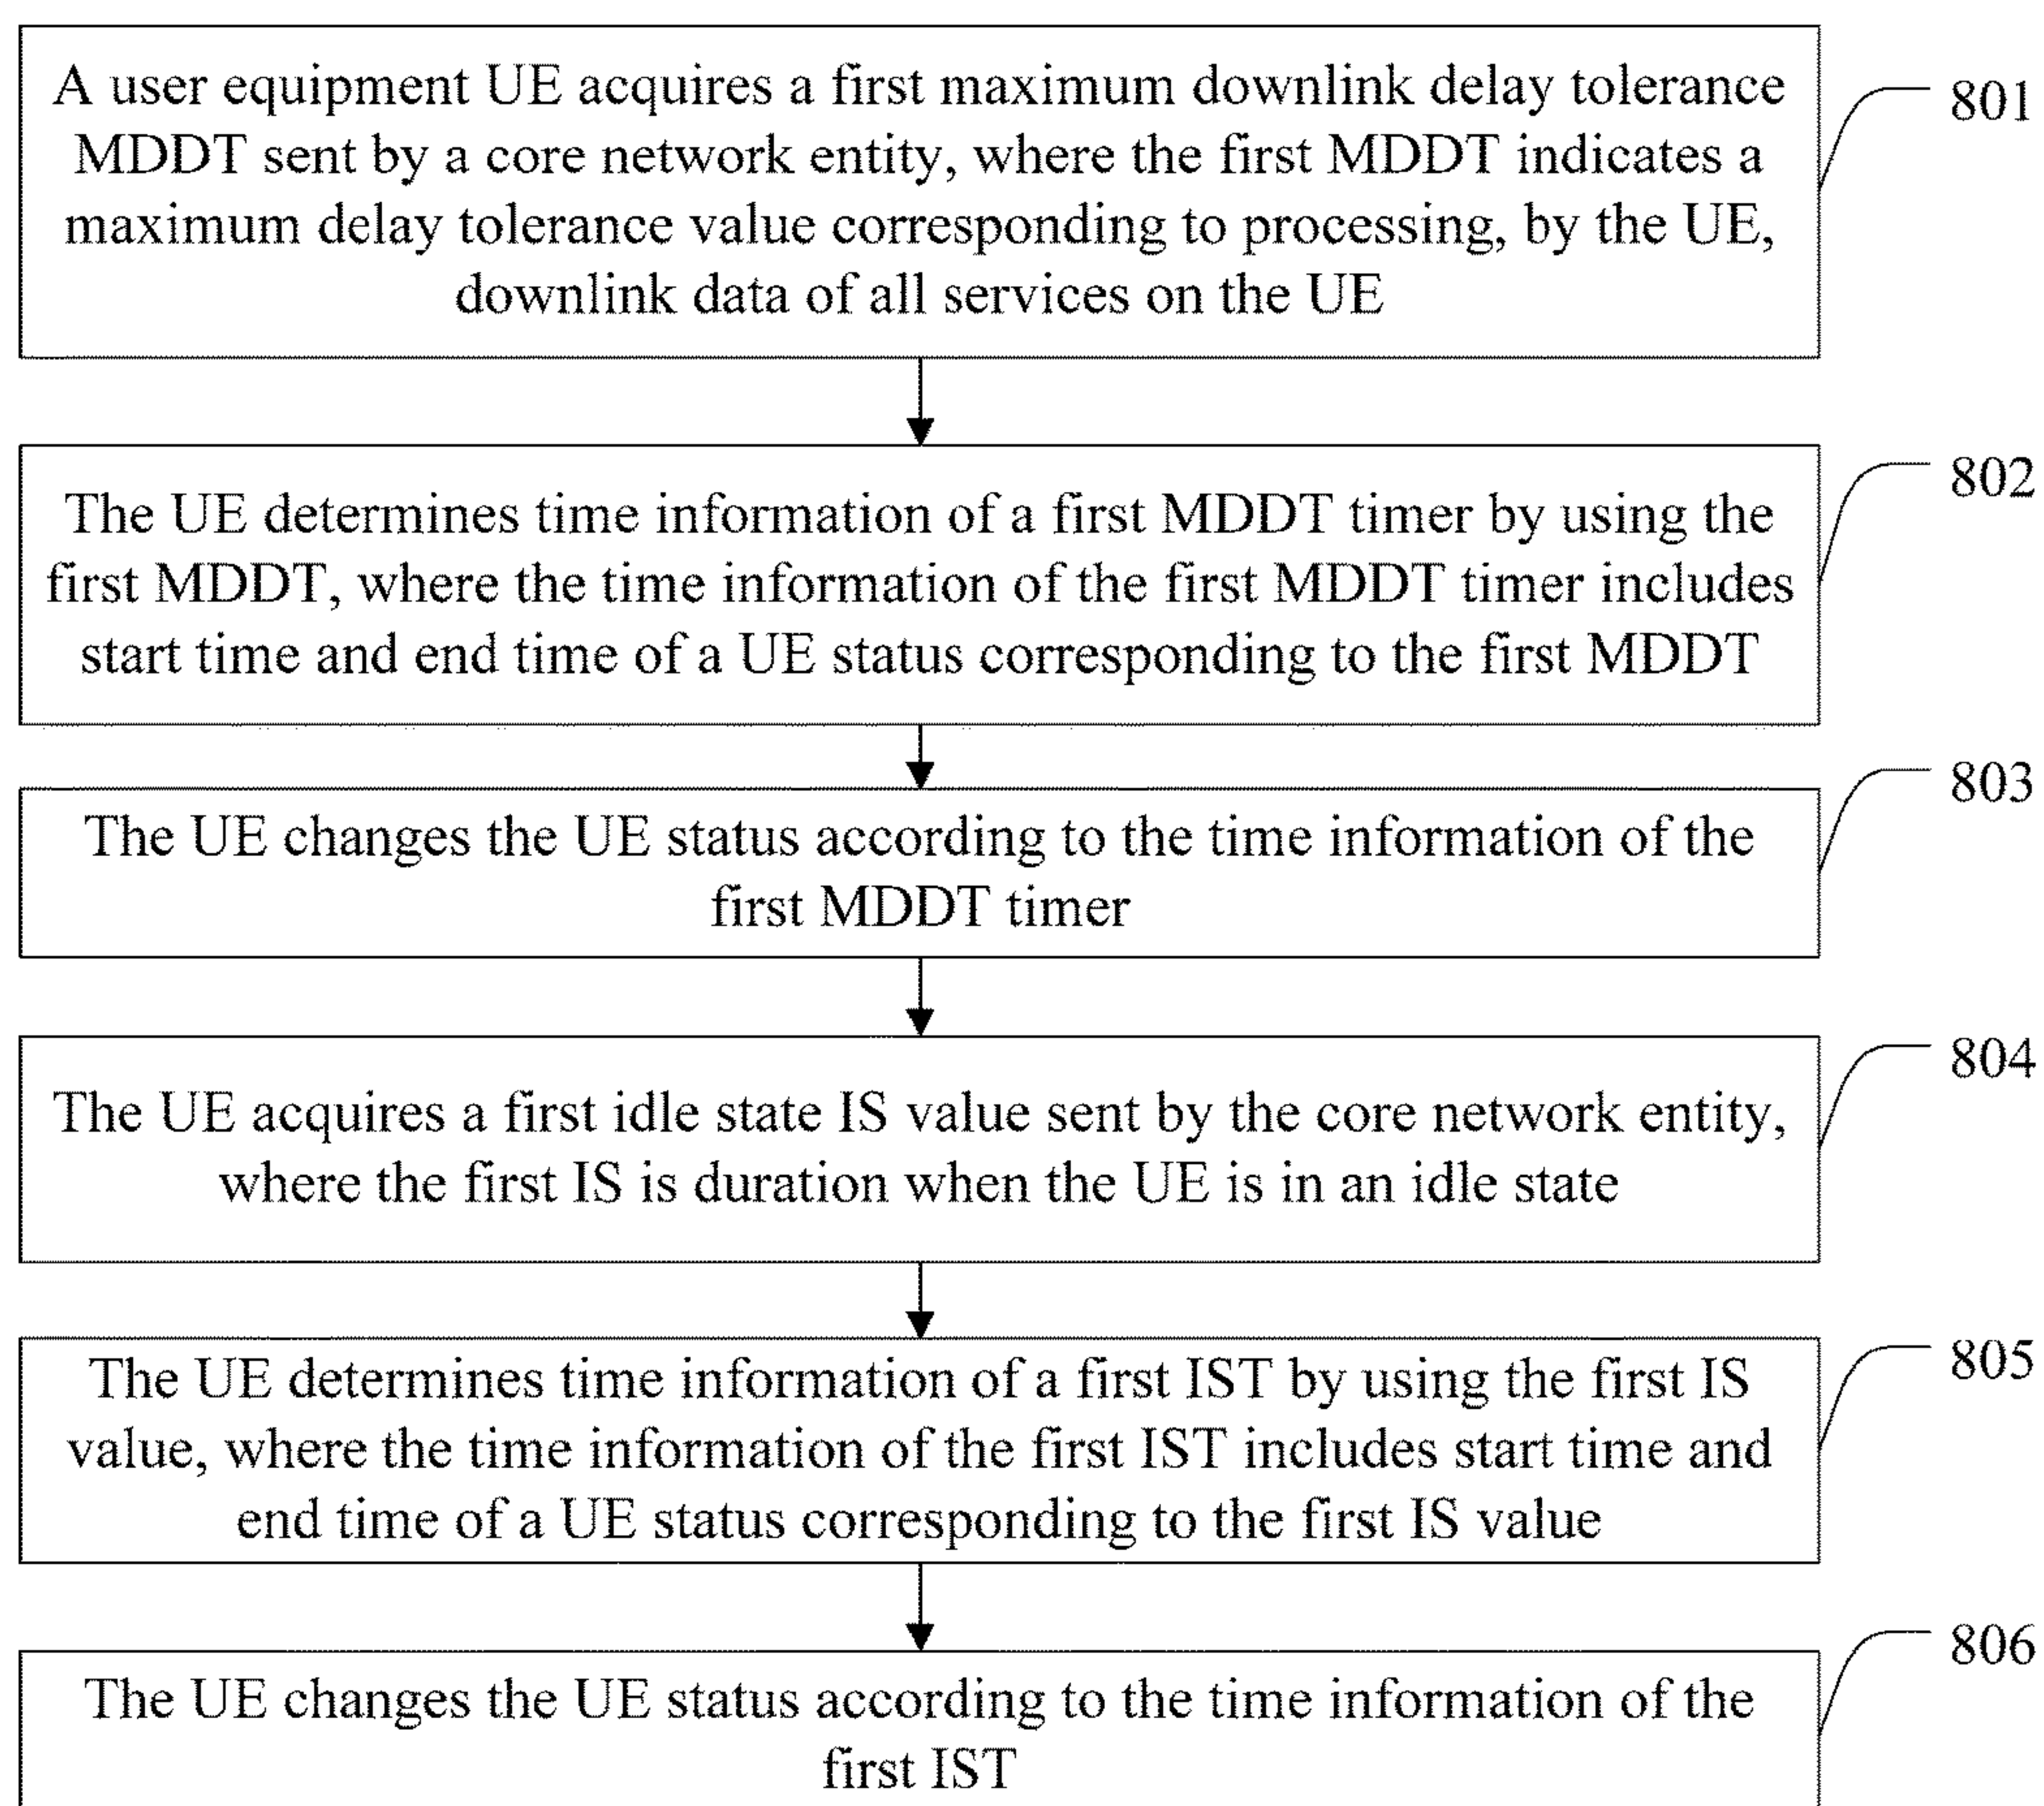 A user equipment UE acquires a first maximum downlink delay tolerance
MDDT sent by a core network entity, where the first MDDT indicates a
maximum delay tolerance value corresponding to processing, by the UE,
downlink data of all services on the UE
801
The UE determines time information of a first MDDT timer by using the
first MDDT, where the time information of the first MDDT timer includes
start time and end time of a UE status corresponding to the first MDDT
802
The UE changes the UE status according to the time information of the
first MDDT timer
803
The UE acquires a first idle state IS value sent by the core network entity,
where the first IS is duration when the UE is in an idle state
804
The UE determines time information of a first IST by using the first IS
value, where the time information of the first IST includes start time and
end time of a UE status corresponding to the first IS value
805
The UE changes the UE status according to the time information of the
first IST
806